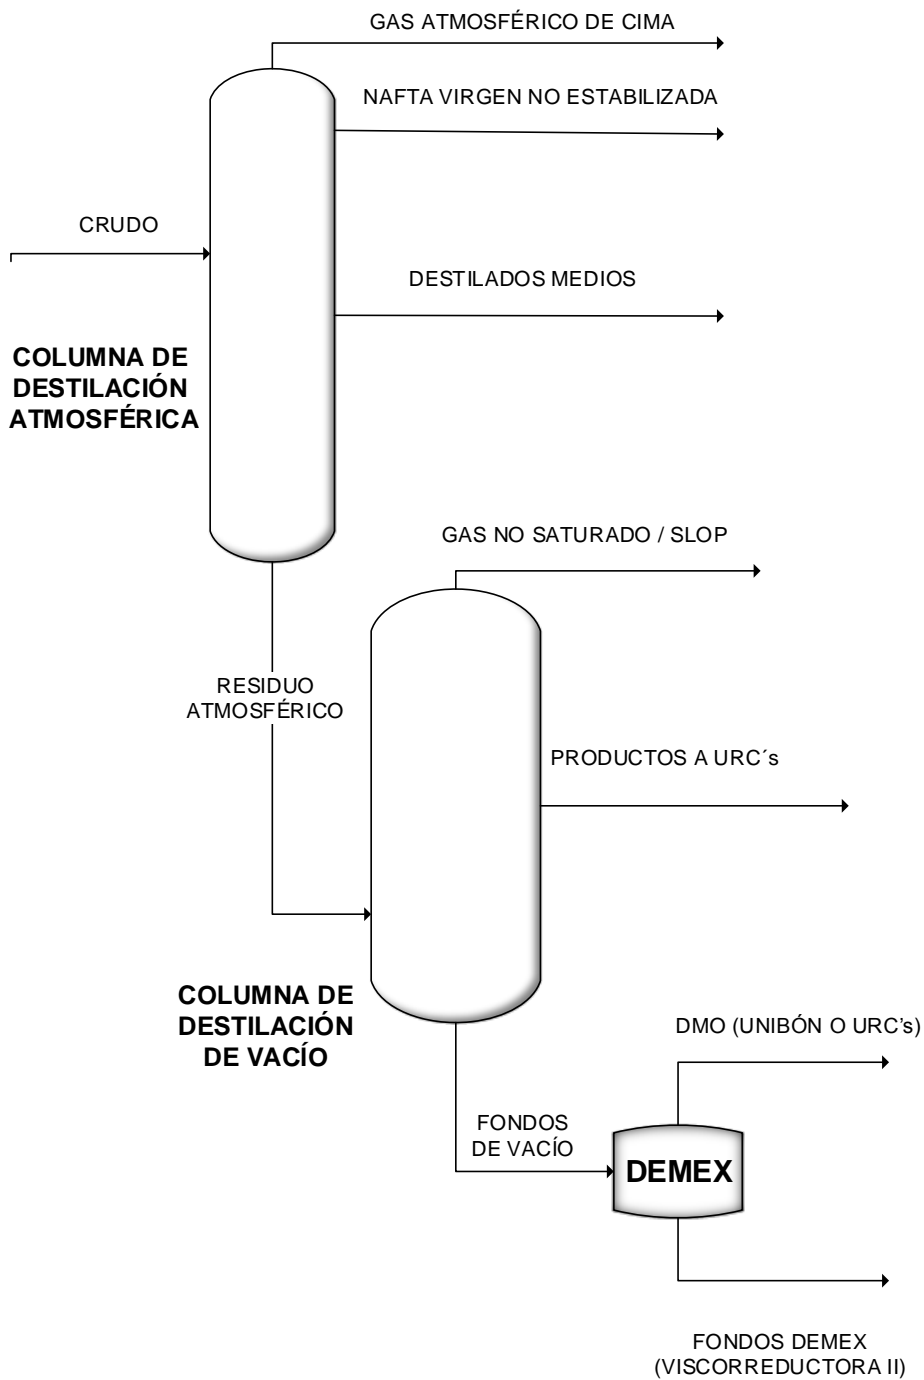 GAS ATMOSFÉRICO DE CIMA
NAFTA VIRGEN NO ESTABILIZADA
CRUDO
DESTILADOS MEDIOS
COLUMNA DE
DESTILACIÓN
ATMOSFÉRICA
GAS NO SATURADO / SLOP
RESIDUO
ATMOSFÉRICO
PRODUCTOS A URC´s
COLUMNA DE
DESTILACIÓN
DE VACÍO
DMO (UNIBÓN O URC’s)
FONDOS
DE VACÍO
DEMEX
FONDOS DEMEX
(VISCORREDUCTORA II)